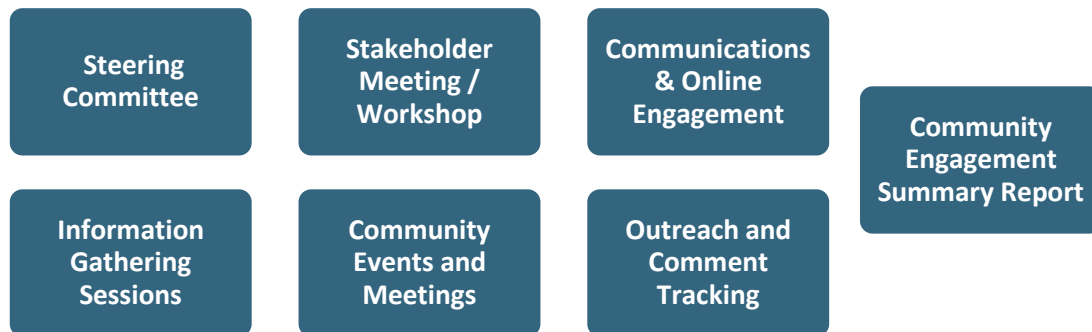 Steering
Committee
Stakeholder
Meeting /
Workshop
Communications
& Online
Engagement
Community
Engagement
Summary Report
Information
Gathering
Sessions
Community
Events and
Meetings
Outreach and
Comment
Tracking